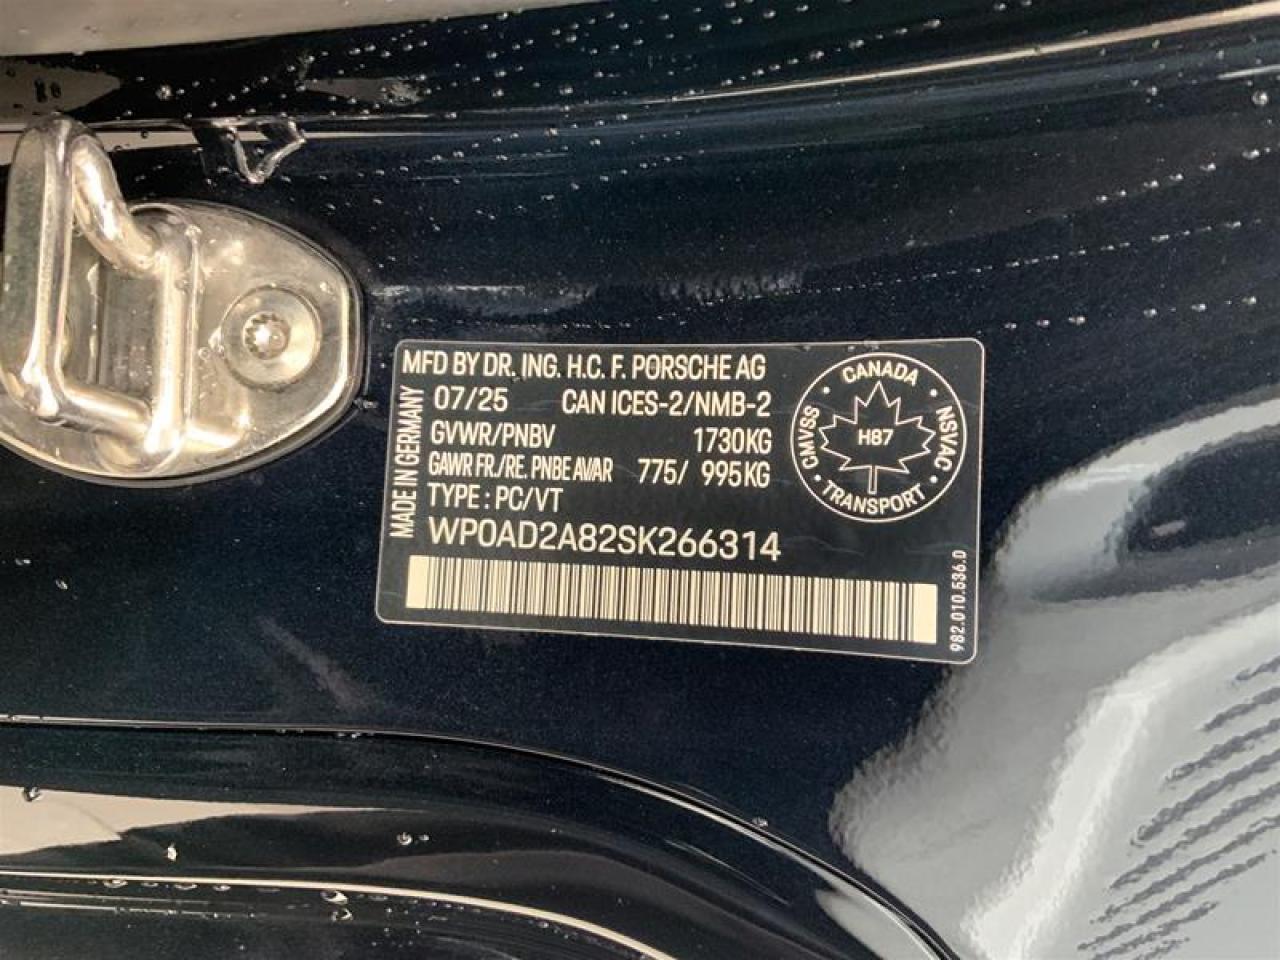 MFD BY DR. ING. H.C. F. PORSCHE AG
07/25 CAN ICES-2/NMB-2
GVWR/PNBV 1730KG
GAWR FR./RE. PNBE AV/AR 775/ 995KG
TYPE : PC/VT
WP0AD2A82SK266314
MADE IN GERMANY
CANADA
CMVSS
NSVAC
H87
TRANSPORT
982.010.536.D